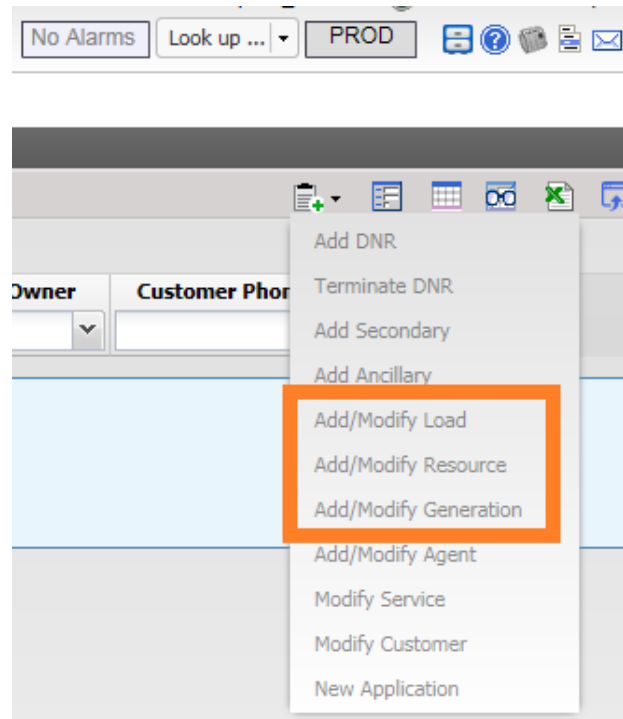 No Alarms Look up ... PROD
Add DNR
Owner Customer Phon Terminate DNR
Add Secondary
Add Ancillary
Add/Modify Load
Add/Modify Resource
Add/Modify Generation
Add/Modify Agent
Modify Service
Modify Customer
New Application